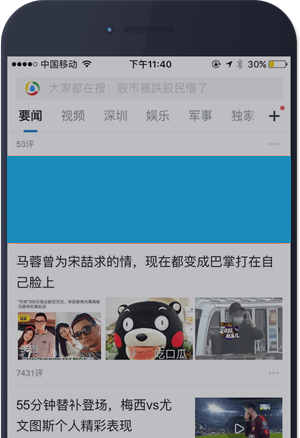 中国移动
下午11:40
30%
大家都在搜：股市暴跌股民懵了
要闻 视频 深圳 娱乐 军事 独家 +
53评
马蓉曾为宋喆求的情，现在都变成巴掌打在自
己脸上
吃口瓜
7431评
55分钟替补登场，梅西vs尤
文图斯个人精彩表现